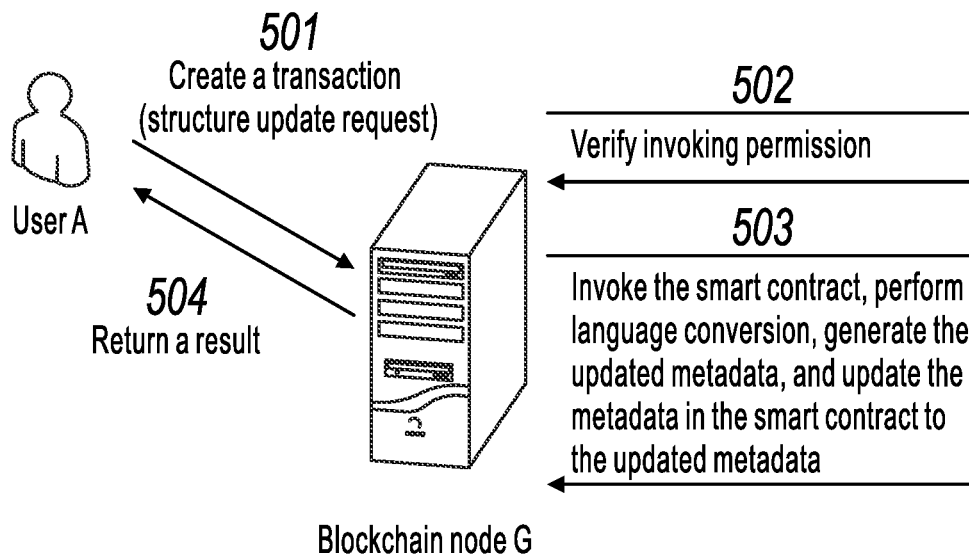 501
Create a transaction
(structure update request)
User A
504
Return a result
502
Verify invoking permission
503
Invoke the smart contract, perform
language conversion, generate the
updated metadata, and update the
metadata in the smart contract to
the updated metadata
Blockchain node G